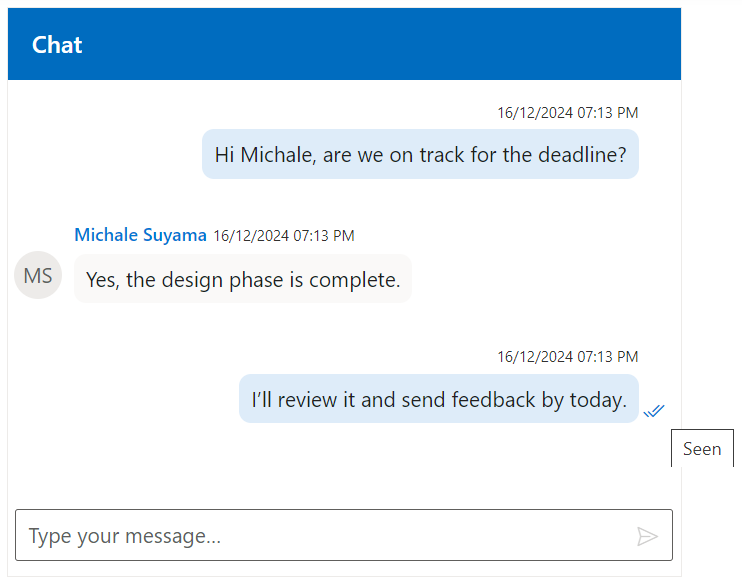 Chat
16/12/2024 07:13 PM
Hi Michale, are we on track for the deadline?
Michale Suyama 16/12/2024 07:13 PM
MS
Yes, the design phase is complete.
16/12/2024 07:13 PM
I’ll review it and send feedback by today.
Seen
Type your message…